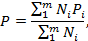 P = \frac{\sum_{1}^{m} N_i P_i}{\sum_{1}^{m} N_i},